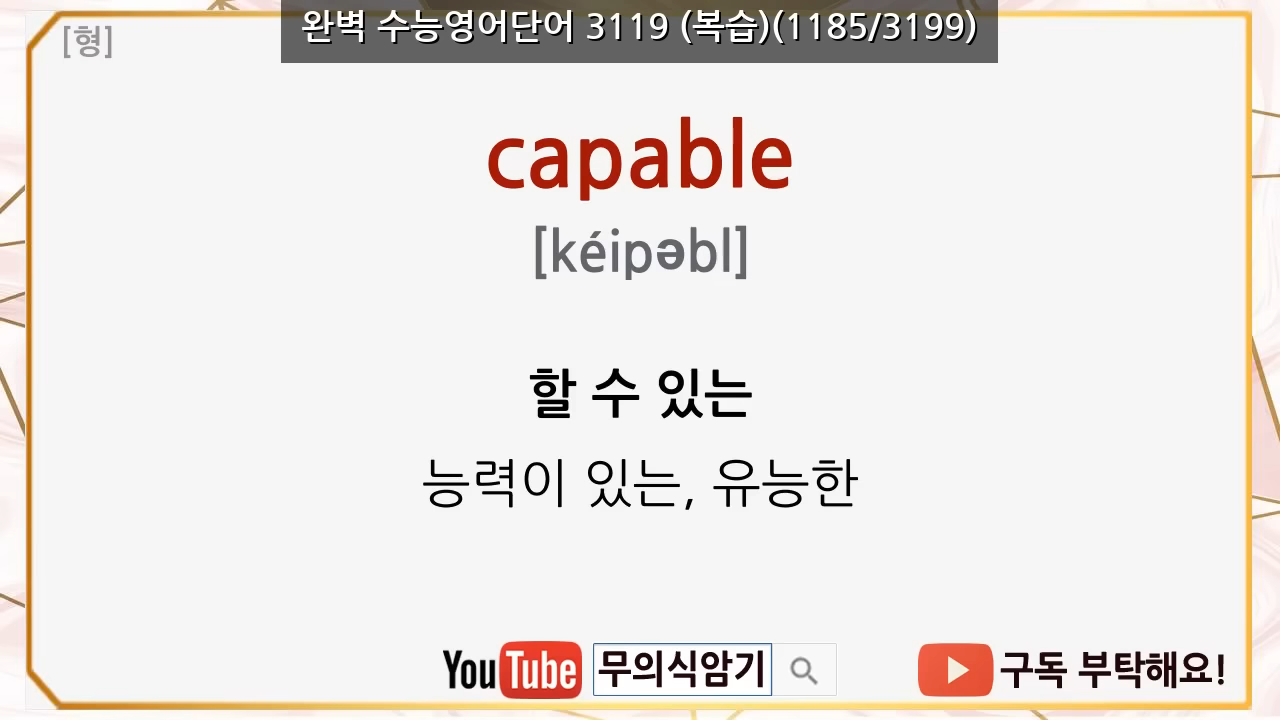 완벽 수능영어단어 3119 (복습)(1185/3199)
[형]
capable
[kéipəbl]
할 수 있는
능력이 있는, 유능한
YouTube 무의식암기 구독 부탁해요!